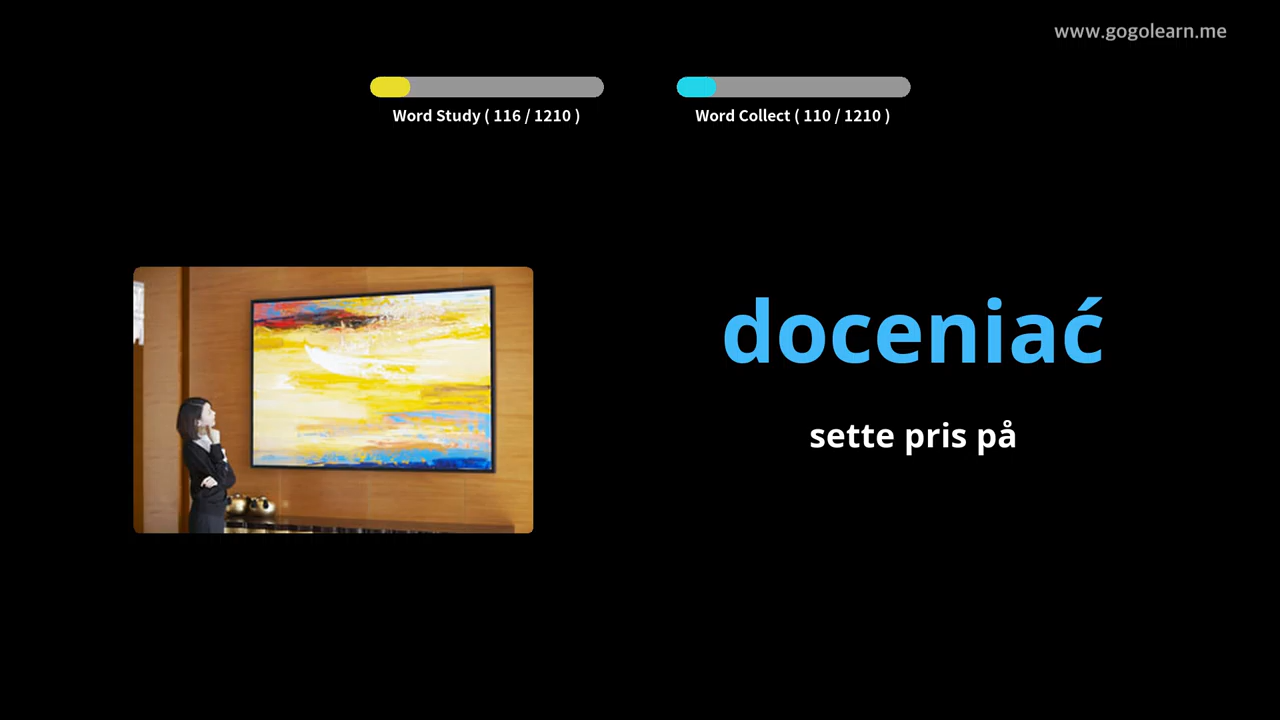 www.gogolearn.me
Word Study ( 116 / 1210 )
Word Collect ( 110 / 1210 )
doceniać
sette pris på